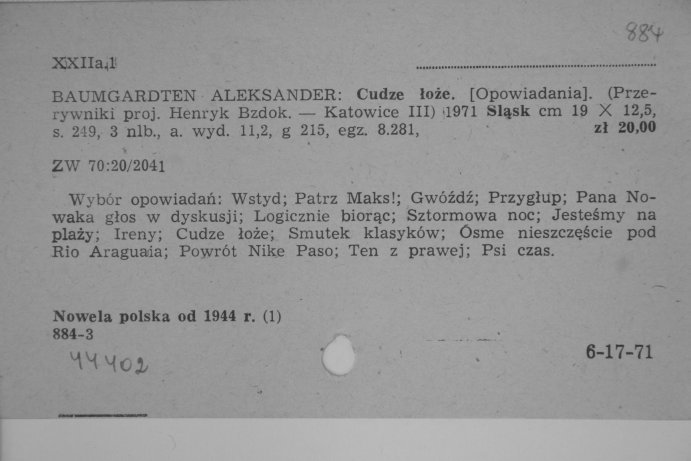 884
XXIIa,1
BAUMGARDTEN ALEKSANDER: Cudze łoże. [Opowiadania]. (Prze-
rywniki proj. Henryk Bzdok. — Katowice III) 1971 Śląsk cm 19 X 12,5,
s. 249, 3 nlb., a. wyd. 11,2, g 215, egz. 8.281, zł 20,00
ZW 70:20/2041
Wybór opowiadań: Wstyd; Patrz Maks!; Gwóźdź; Przygłup; Pana No-
waka głos w dyskusji; Logicznie biorąc; Sztormowa noc; Jesteśmy na
plaży; Ireny; Cudze łoże; Smutek klasyków; Ósme nieszczęście pod
Rio Araguaia; Powrót Nike Paso; Ten z prawej; Psi czas.
Nowela polska od 1944 r. (1)
884-3
44402
6-17-71